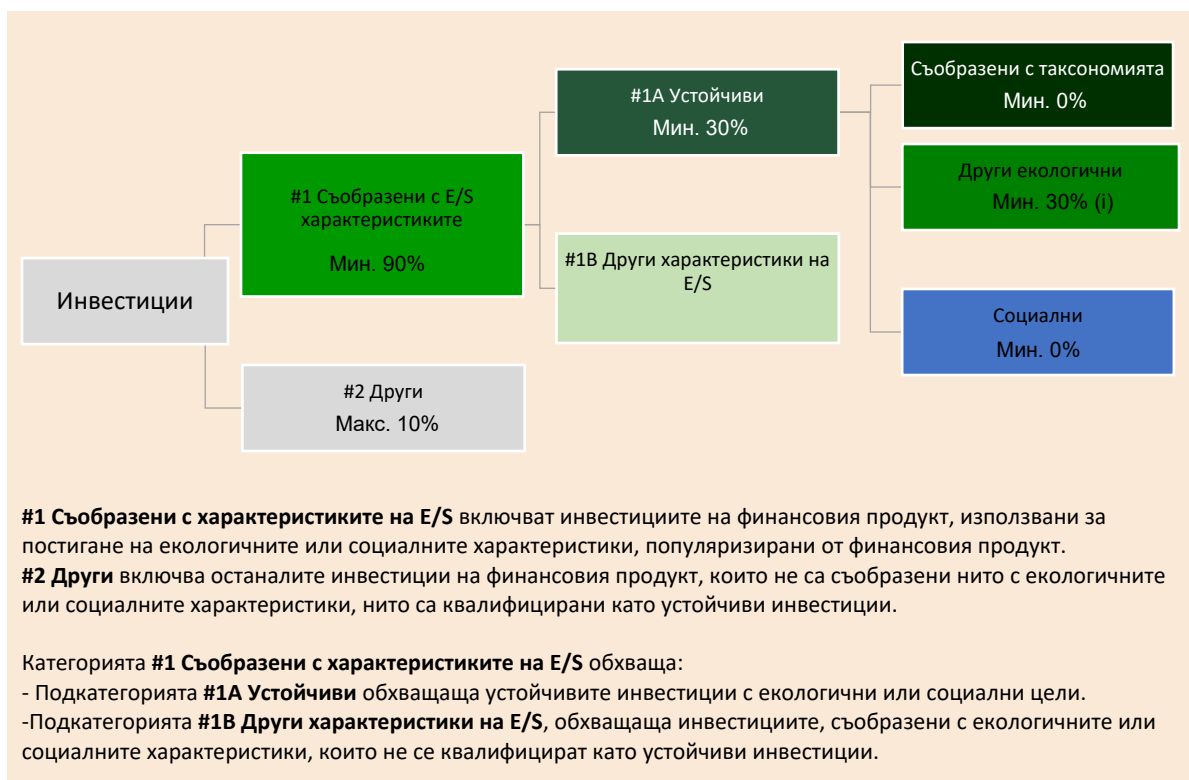 Инвестиции
#1 Съобразени с E/S
характеристиките
Мин. 90%
#2 Други
Макс. 10%
#1A Устойчиви
Мин. 30%
#1B Други характеристики на
E/S
Съобразени с таксономията
Мин. 0%
Други екологични
Мин. 30% (i)
Социални
Мин. 0%
#1 Съобразени с характеристиките на E/S включват инвестициите на финансовия продукт, използвани за
постигане на екологичните или социалните характеристики, популяризирани от финансовия продукт.
#2 Други включва останалите инвестиции на финансовия продукт, които не са съобразени нито с екологичните
или социалните характеристики, нито са квалифицирани като устойчиви инвестиции.
Категорията #1 Съобразени с характеристиките на E/S обхваща:
- Подкатегорията #1A Устойчиви обхващаща устойчивите инвестиции с екологични или социални цели.
-Подкатегорията #1B Други характеристики на E/S, обхващаща инвестициите, съобразени с екологичните или
социалните характеристики, които не се квалифицират като устойчиви инвестиции.